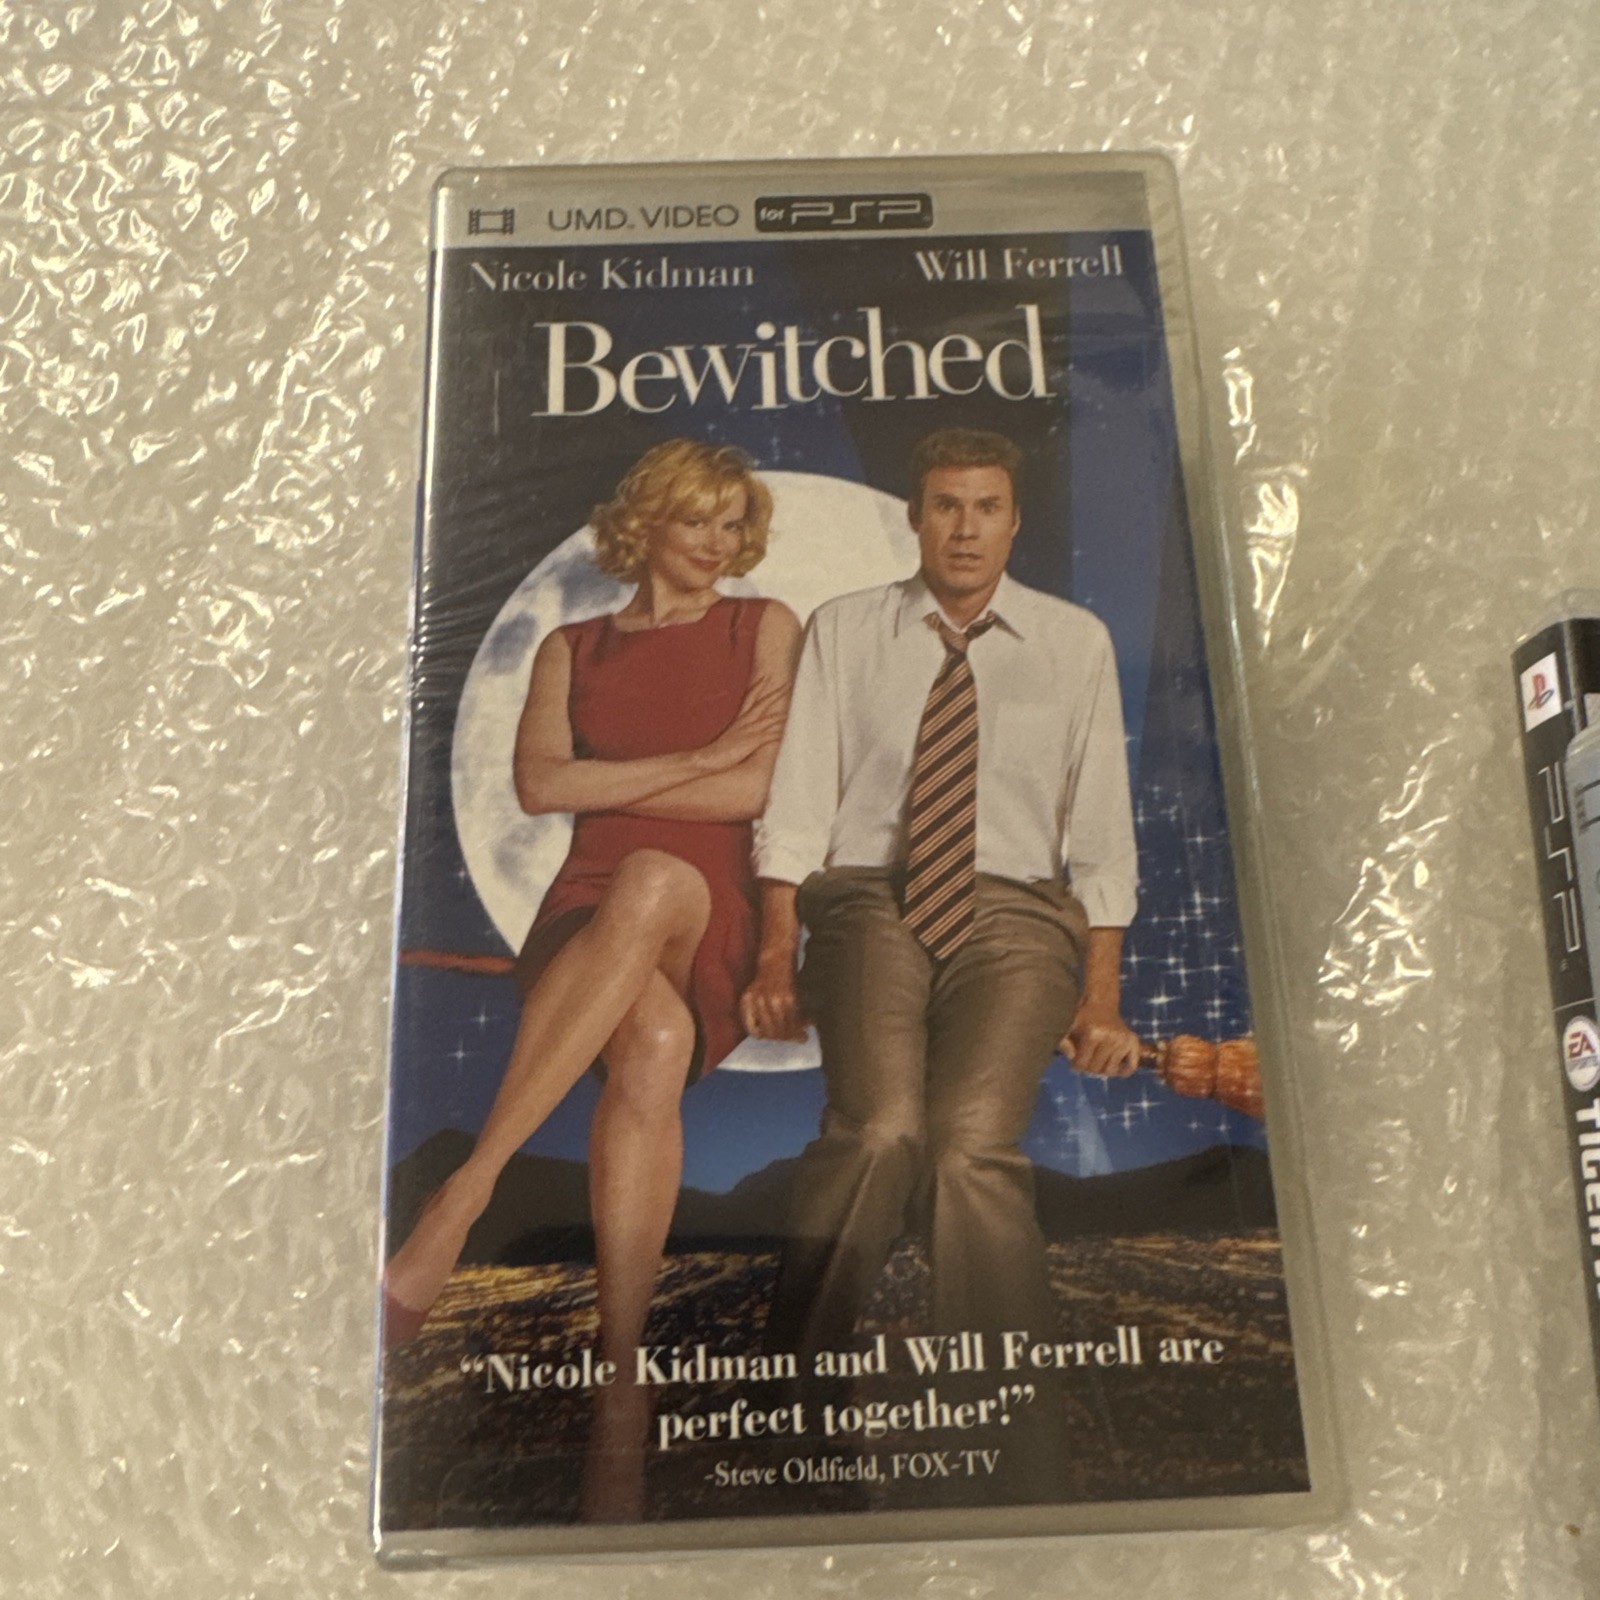 UMD VIDEO for PSP
Nicole Kidman Will Ferrell
Bewitched
“Nicole Kidman and Will Ferrell are
perfect together!”
-Steve Oldfield, FOX-TV
PSP
EA
SPORTS
TIGER